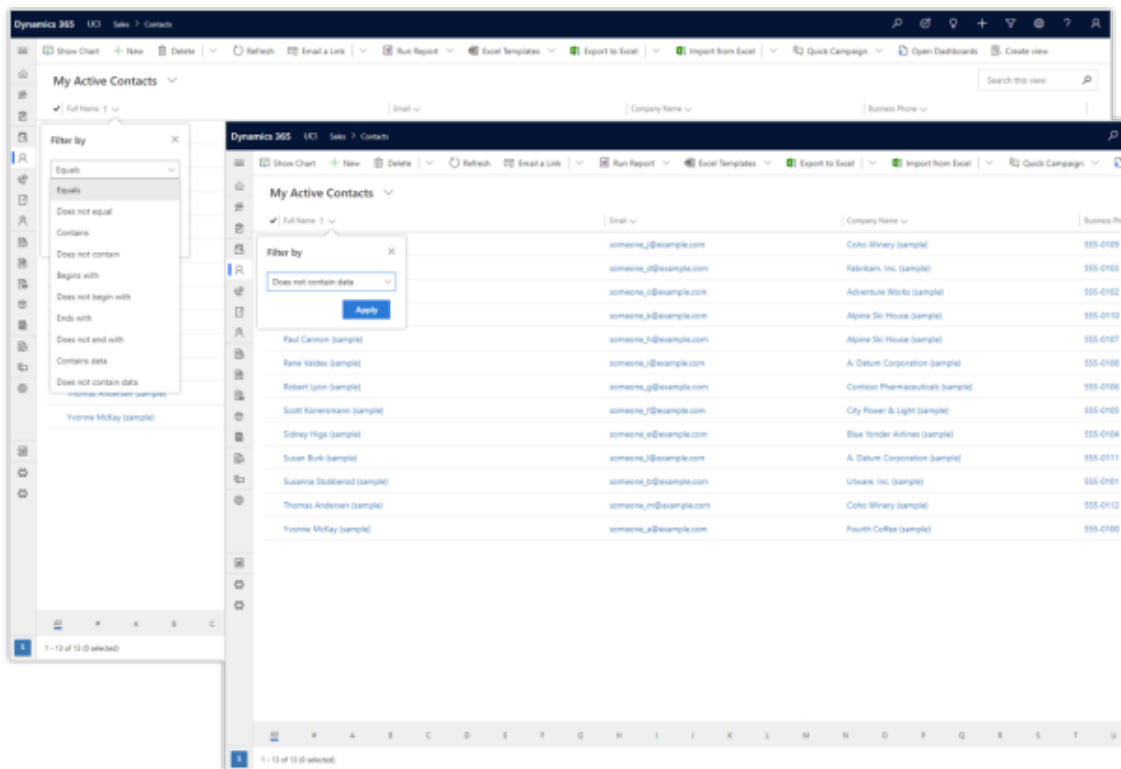 Dynamics 365 UCI Sales > Contacts
Show Chart New Delete Refresh Email a Link Run Report Excel Templates Export to Excel Import from Excel Quick Campaign Open Dashboards Create view
My Active Contacts
Search this view
Full Name ↑ Email Company Name Business Phone
Filter by
Equals
Equals
Does not equal
Contains
Does not contain
Begins with
Does not begin with
Ends with
Does not end with
Contains data
Does not contain data
Thomas Andersen (sample)
Yvonne McKay (sample)
All # A B C
1 - 13 of 13 (0 selected)
Dynamics 365 UCI Sales > Contacts
Show Chart New Delete Refresh Email a Link Run Report Excel Templates Export to Excel Import from Excel Quick Campaign
My Active Contacts
Full Name ↑ Email Company Name Business Ph
Filter by
Does not contain data
Apply
someone_j@example.com Coho Winery (sample) 555-0109
someone_d@example.com Fabrikam, Inc. (sample) 555-0103
someone_c@example.com Adventure Works (sample) 555-0102
someone_k@example.com Alpine Ski House (sample) 555-0110
Paul Cannon (sample) someone_h@example.com Alpine Ski House (sample) 555-0107
Rene Valdes (sample) someone_i@example.com A. Datum Corporation (sample) 555-0108
Robert Lyon (sample) someone_g@example.com Contoso Pharmaceuticals (sample) 555-0106
Scott Konersmann (sample) someone_f@example.com City Power & Light (sample) 555-0105
Sidney Higa (sample) someone_e@example.com Blue Yonder Airlines (sample) 555-0104
Susan Burk (sample) someone_l@example.com A. Datum Corporation (sample) 555-0111
Susanna Stubberod (sample) someone_b@example.com Litware, Inc. (sample) 555-0101
Thomas Andersen (sample) someone_m@example.com Coho Winery (sample) 555-0112
Yvonne McKay (sample) someone_a@example.com Fourth Coffee (sample) 555-0100
All # A B C D E F G H I J K L M N O P Q R S T U
S 1 - 13 of 13 (0 selected)